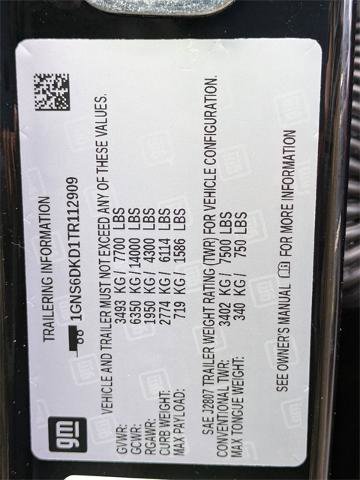 gm
TRAILERING INFORMATION
1GNS6DKD1TR112909
VEHICLE AND TRAILER MUST NOT EXCEED ANY OF THESE VALUES.
GVWR: 3493 KG / 7700 LBS
GCWR: 6350 KG / 14000 LBS
RGAWR: 1950 KG / 4300 LBS
CURB WEIGHT: 2774 KG / 6114 LBS
MAX PAYLOAD: 719 KG / 1586 LBS
SAE J2807 TRAILER WEIGHT RATING (TWR) FOR VEHICLE CONFIGURATION.
CONVENTIONAL TWR: 3402 KG / 7500 LBS
MAX TONGUE WEIGHT: 340 KG / 750 LBS
SEE OWNER'S MANUAL FOR MORE INFORMATION